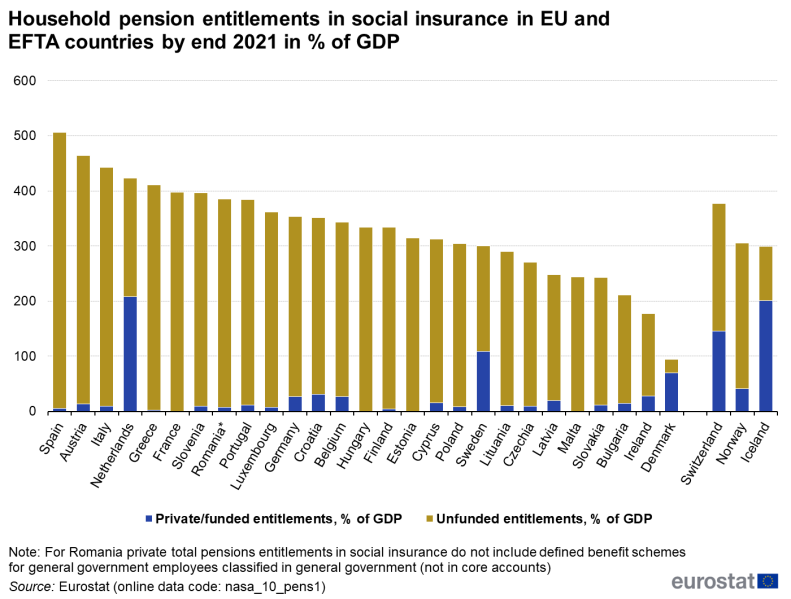 Household pension entitlements in social insurance in EU and
EFTA countries by end 2021 in % of GDP
600
500
400
300
200
100
0
Spain
Austria
Italy
Netherlands
Greece
France
Slovenia
Romania*
Portugal
Luxembourg
Germany
Croatia
Belgium
Hungary
Finland
Estonia
Cyprus
Poland
Sweden
Lithuania
Czechia
Latvia
Malta
Slovakia
Bulgaria
Ireland
Denmark
Switzerland
Norway
Iceland
Private/funded entitlements, % of GDP
Unfunded entitlements, % of GDP
Note: For Romania private total pensions entitlements in social insurance do not include defined benefit schemes
for general government employees classified in general government (not in core accounts)
Source: Eurostat (online data code: nasa_10_pens1)
eurostat